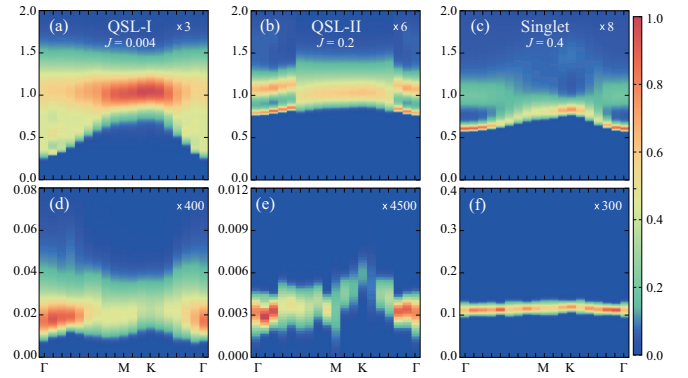 2.0 (a) QSL-I ×3
J = 0.004
1.5
1.0
0.5
0.0
2.0 (b) QSL-II ×6
J = 0.2
1.5
1.0
0.5
0.0
2.0 (c) Singlet ×8
J = 0.4
1.5
1.0
0.5
0.0
0.08 (d) ×400
0.06
0.04
0.02
0.00
Γ M K Γ
0.012 (e) ×4500
0.009
0.006
0.003
0.000
Γ M K Γ
0.4 (f) ×300
0.3
0.2
0.1
0.0
Γ M K Γ
1.0
0.8
0.6
0.4
0.2
0.0